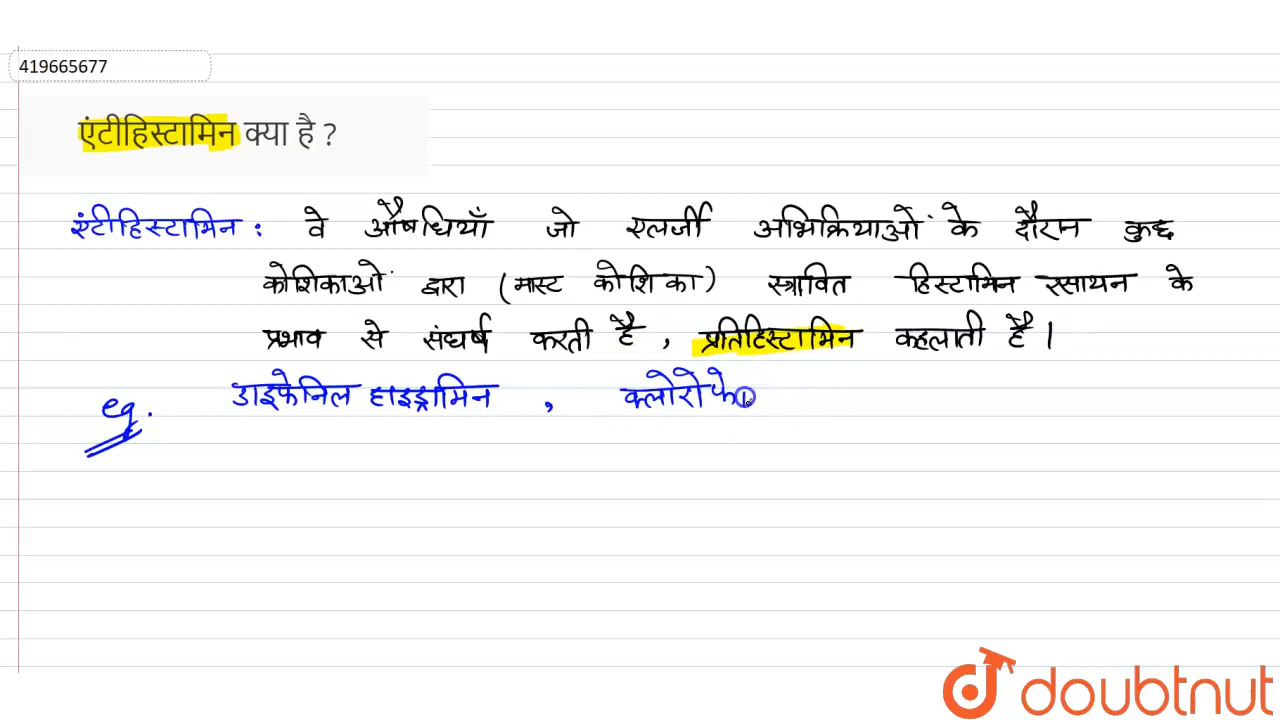 419665677
एंटीहिस्टामिन क्या है ?
एंटीहिस्टामिन : वे औषधियाँ जो एलर्जी अभिक्रियाओं के दौरान कुछ
कोशिकाओं द्वारा (मास्ट कोशिका) स्त्रावित हिस्टामिन रसायन के
प्रभाव से संघर्ष करती है , प्रतिहिस्टामिन कहलाती है ।
eg. डाइफेनिल हाइड्रामिन , क्लोरोफे
doubtnut